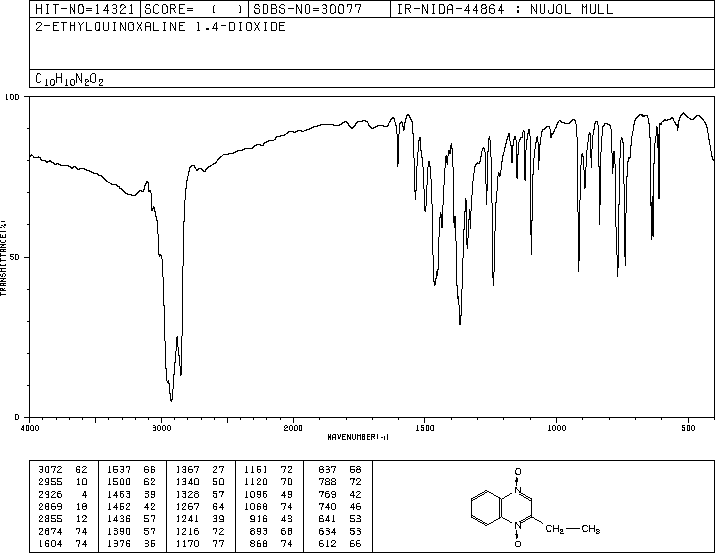 HIT-NO=14321 SCORE= ( ) SDBS-NO=30077 IR-NIDA-44864 : NUJOL MULL
2-ETHYLQUINOXALINE 1,4-DIOXIDE
C10H10N2O2
100
50
0
TRANSMITTANCE(%)
4000 3000 2000 1500 1000 500
WAVENUMBER(-1)
3072 62 1537 66 1367 27 1151 72 837 58
2955 10 1500 62 1340 50 1120 70 788 72
2926 4 1463 39 1328 57 1096 49 769 42
2869 18 1452 42 1267 64 1068 74 740 46
2855 12 1436 57 1241 39 916 43 641 53
2674 74 1390 57 1216 72 893 68 634 53
1604 74 1376 36 1170 77 868 74 612 66
O
N
N
O
CH2—CH3